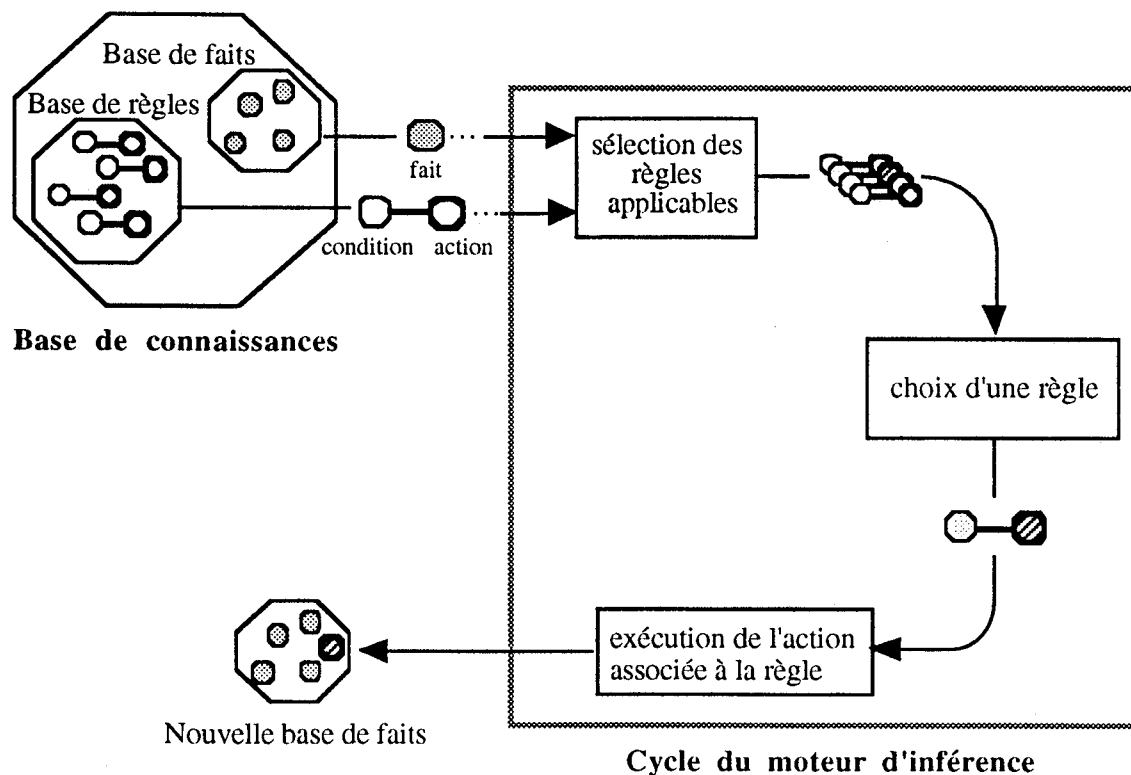 Base de faits
Base de règles
fait
condition action
Base de connaissances
sélection des
règles
applicables
choix d'une règle
exécution de l'action
associée à la règle
Nouvelle base de faits
Cycle du moteur d'inférence